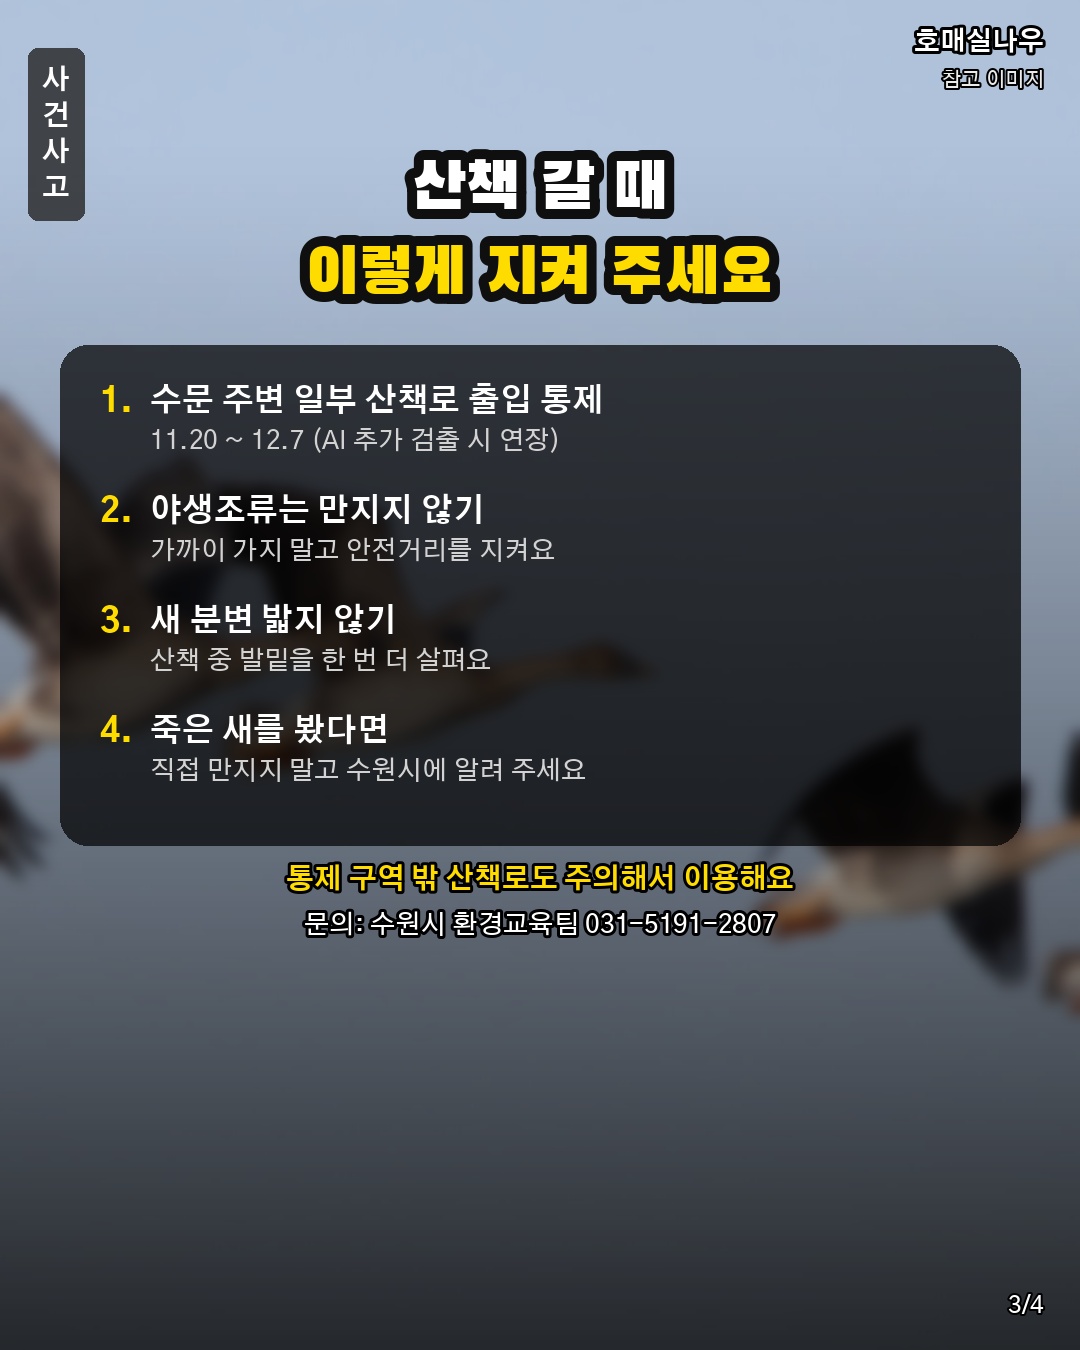 사건사고
호매실나우
참고 이미지
산책 갈 때
이렇게 지켜 주세요
1. 수문 주변 일부 산책로 출입 통제
11.20 ~ 12.7 (AI 추가 검출 시 연장)
2. 야생조류는 만지지 않기
가까이 가지 말고 안전거리를 지켜요
3. 새 분변 밟지 않기
산책 중 발밑을 한 번 더 살펴요
4. 죽은 새를 봤다면
직접 만지지 말고 수원시에 알려 주세요
통제 구역 밖 산책로도 주의해서 이용해요
문의: 수원시 환경교육팀 031-5191-2807
3/4